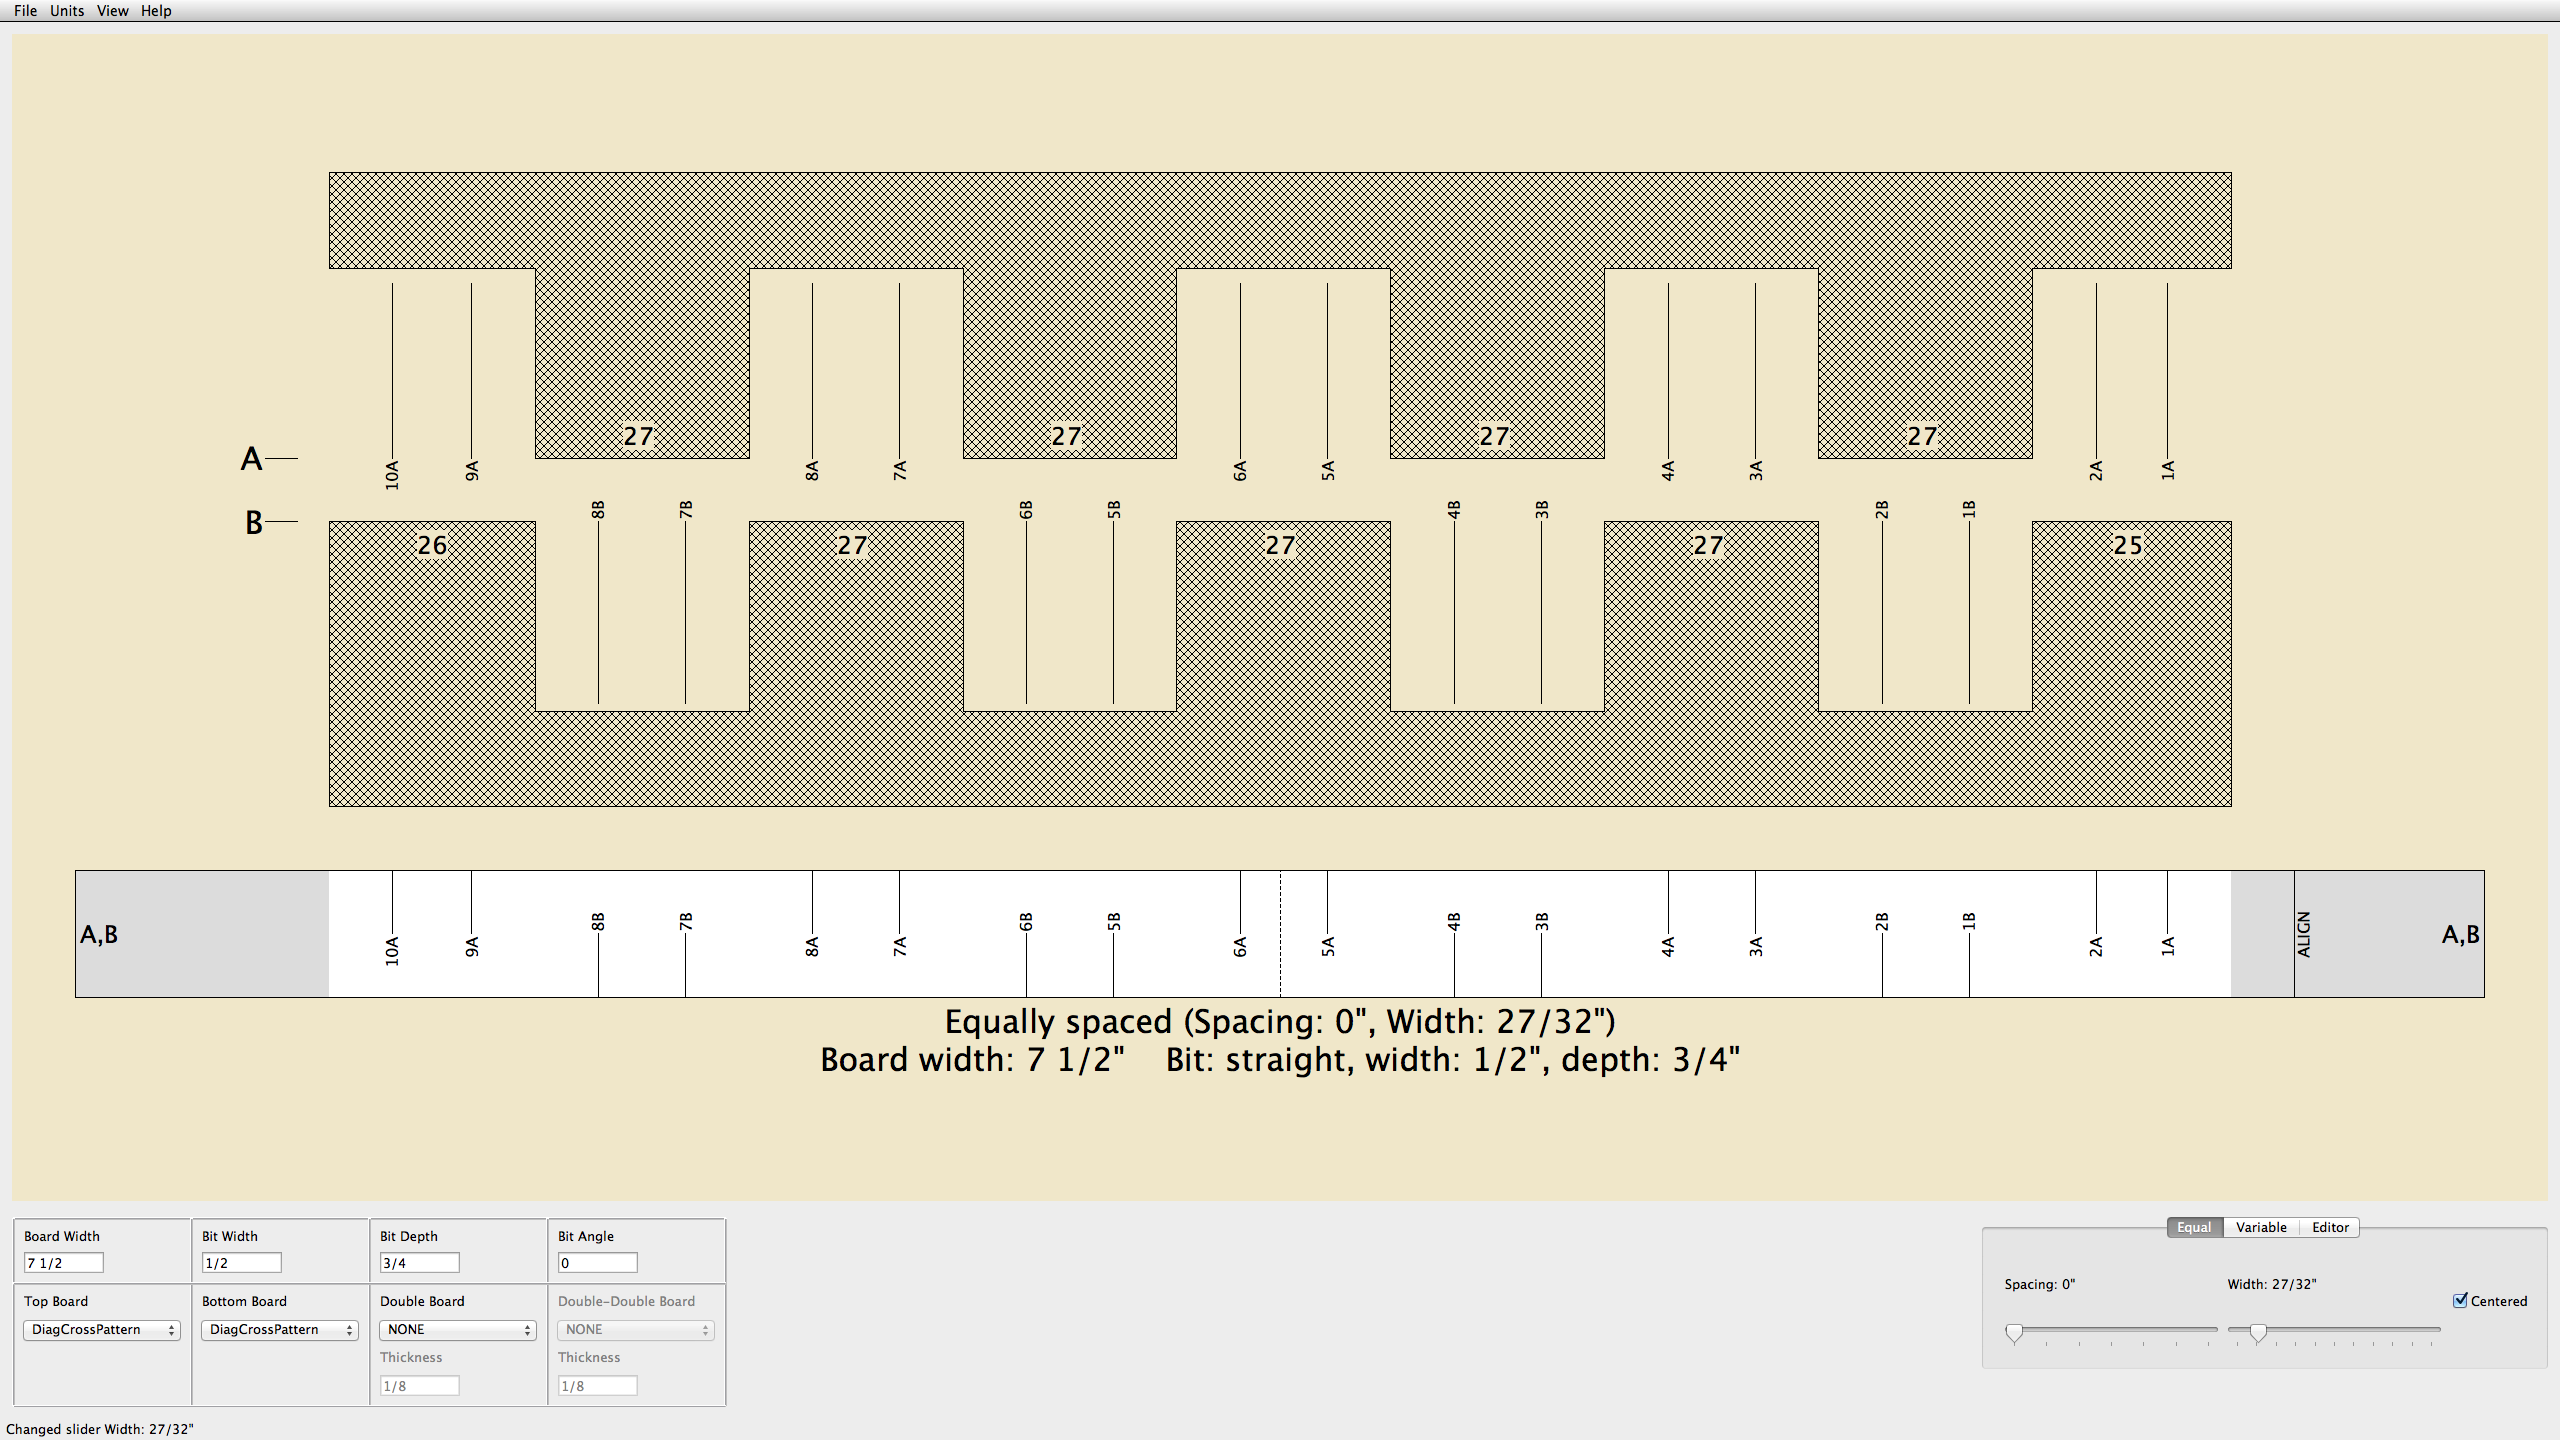 File Units View Help
27 27 27 27
A
10A 9A 8A 7A 6A 5A 4A 3A 2A 1A
8B 7B 6B 5B 4B 3B 2B 1B
B
26 27 27 27 25
A,B ALIGN A,B
8B 7B 6B 5B 4B 3B 2B 1B
10A 9A 8A 7A 6A 5A 4A 3A 2A 1A
Equally spaced (Spacing: 0", Width: 27/32")
Board width: 7 1/2" Bit: straight, width: 1/2", depth: 3/4"
Board Width Bit Width Bit Depth Bit Angle
7 1/2 1/2 3/4 0
Top Board Bottom Board Double Board Double-Double Board
DiagCrossPattern DiagCrossPattern NONE NONE
Thickness Thickness
1/8 1/8
Equal Variable Editor
Spacing: 0" Width: 27/32"
Centered
Changed slider Width: 27/32"